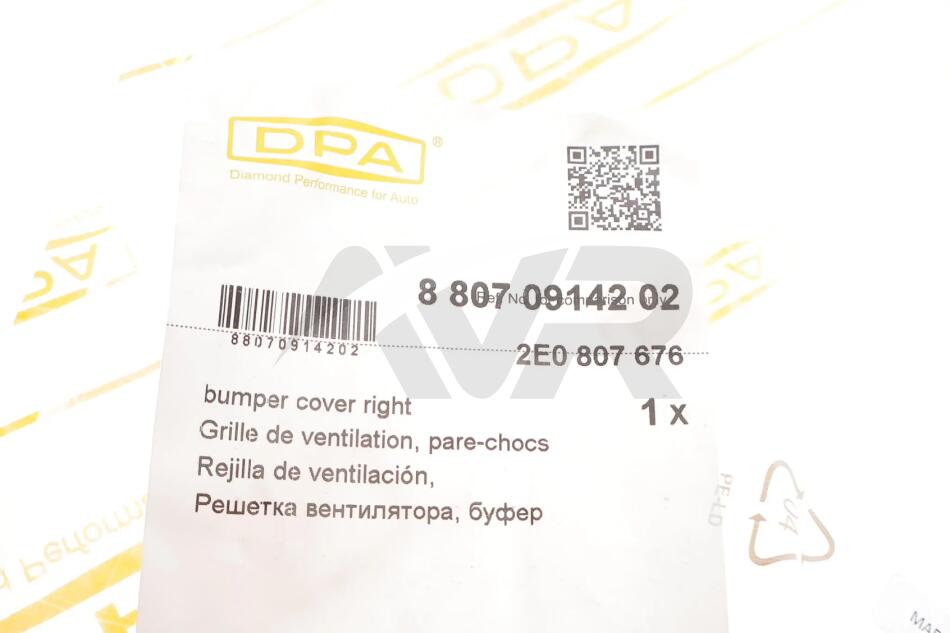 DPA
DPA®
Diamond Performance for Auto
8 807 09142 02
Ref. No. for comparison only
88070914202
2E0 807 676
bumper cover right
1 x
Grille de ventilation, pare-chocs
Rejilla de ventilación,
Решетка вентилятора, буфер
PE-LD
04